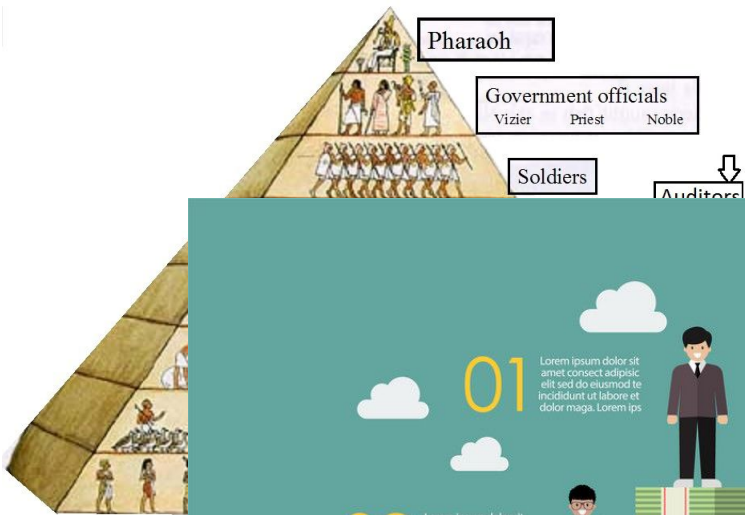 Pharaoh
Government officials
Vizier Priest Noble
Soldiers
Auditors
01
Lorem ipsum dolor sit
amet consect adipisic
elit sed do eiusmod te
incididunt ut labore et
dolor maga. Lorem ips